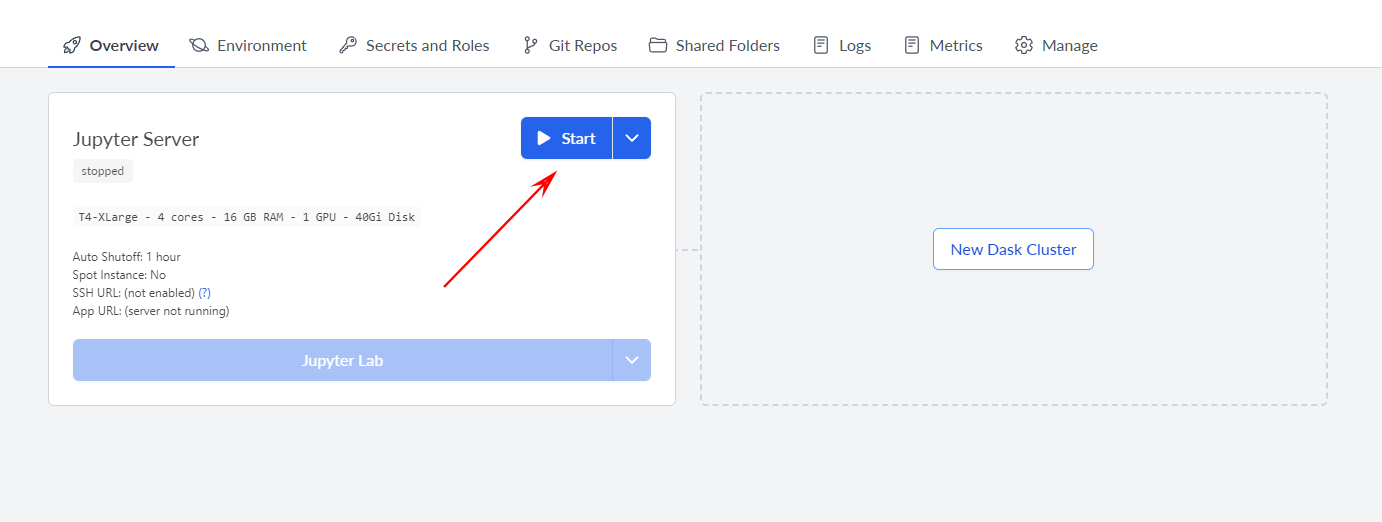 Overview Environment Secrets and Roles Git Repos Shared Folders Logs Metrics Manage
Jupyter Server
Start
stopped
T4-XLarge - 4 cores - 16 GB RAM - 1 GPU - 40Gi Disk
Auto Shutoff: 1 hour
Spot Instance: No
SSH URL: (not enabled) (?)
App URL: (server not running)
Jupyter Lab
New Dask Cluster